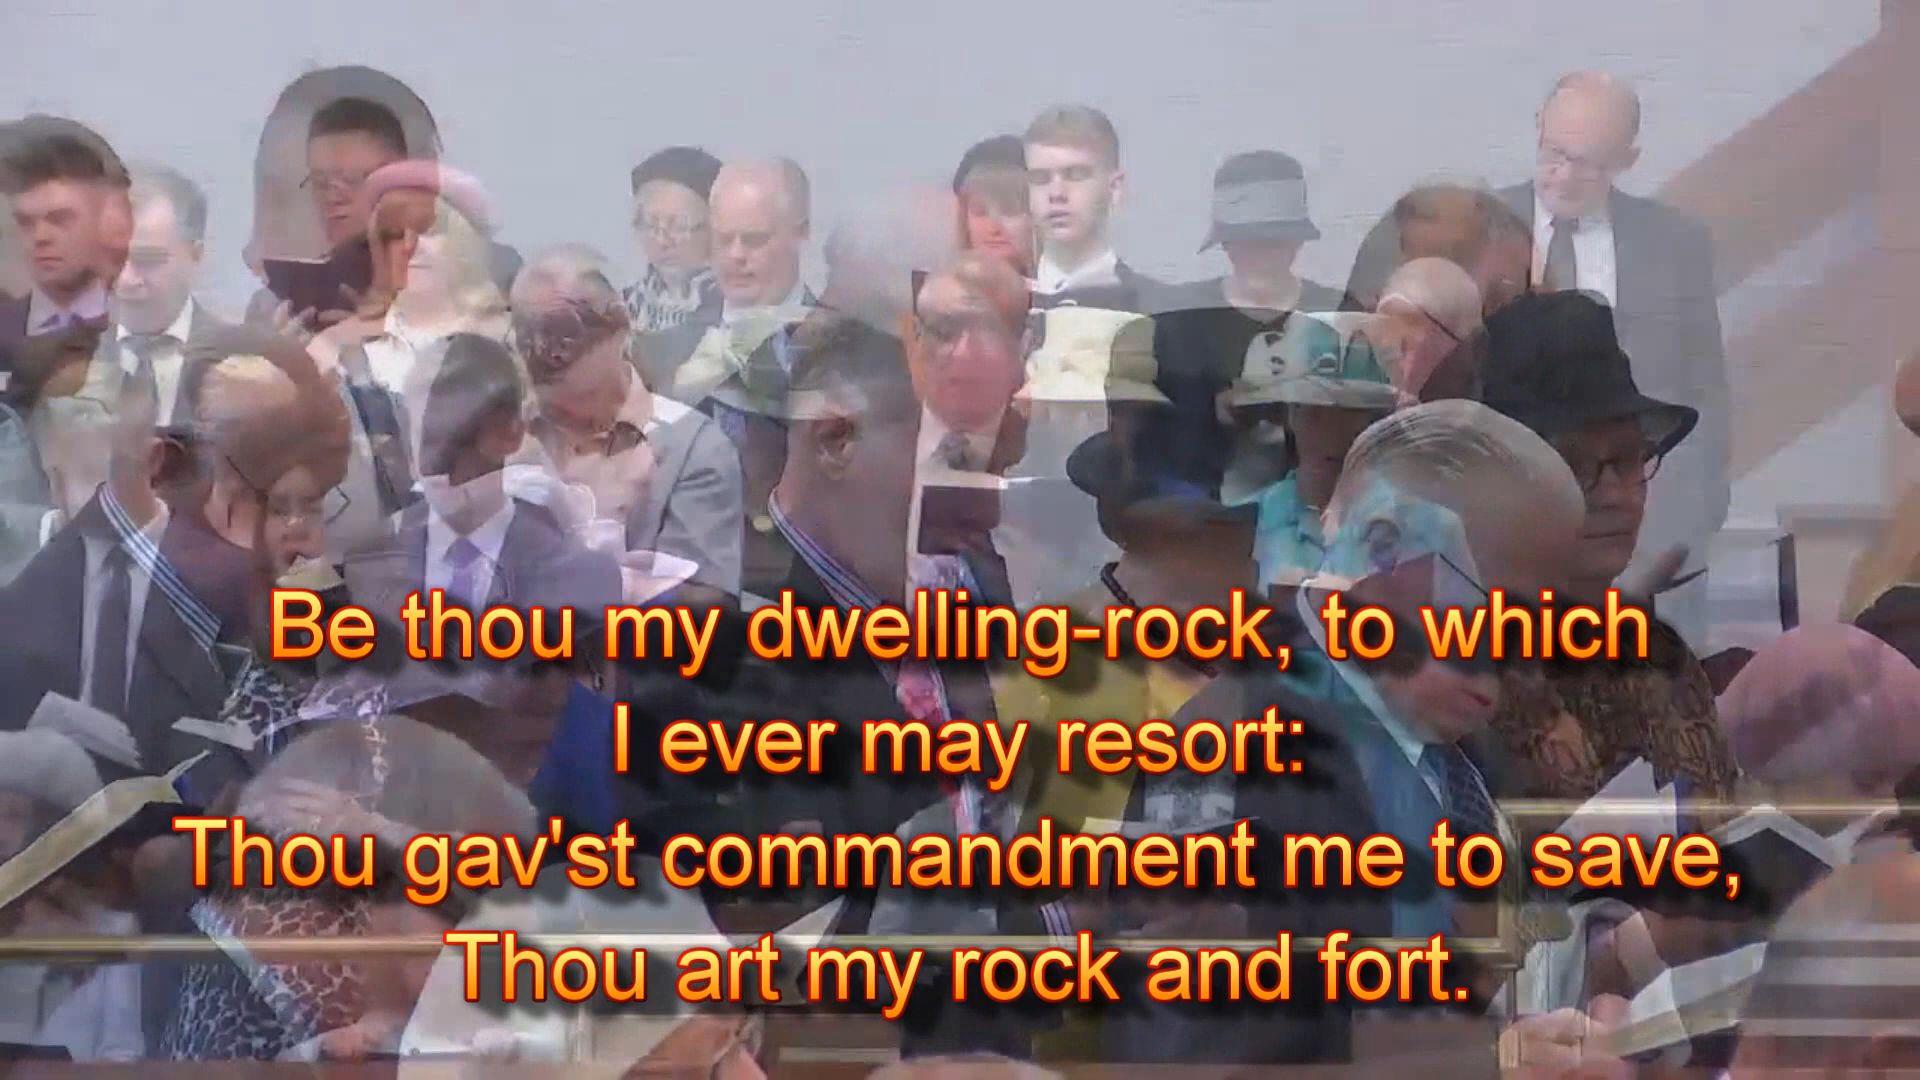 Be thou my dwelling-rock, to which
I ever may resort:
Thou gav'st commandment me to save,
Thou art my rock and fort.